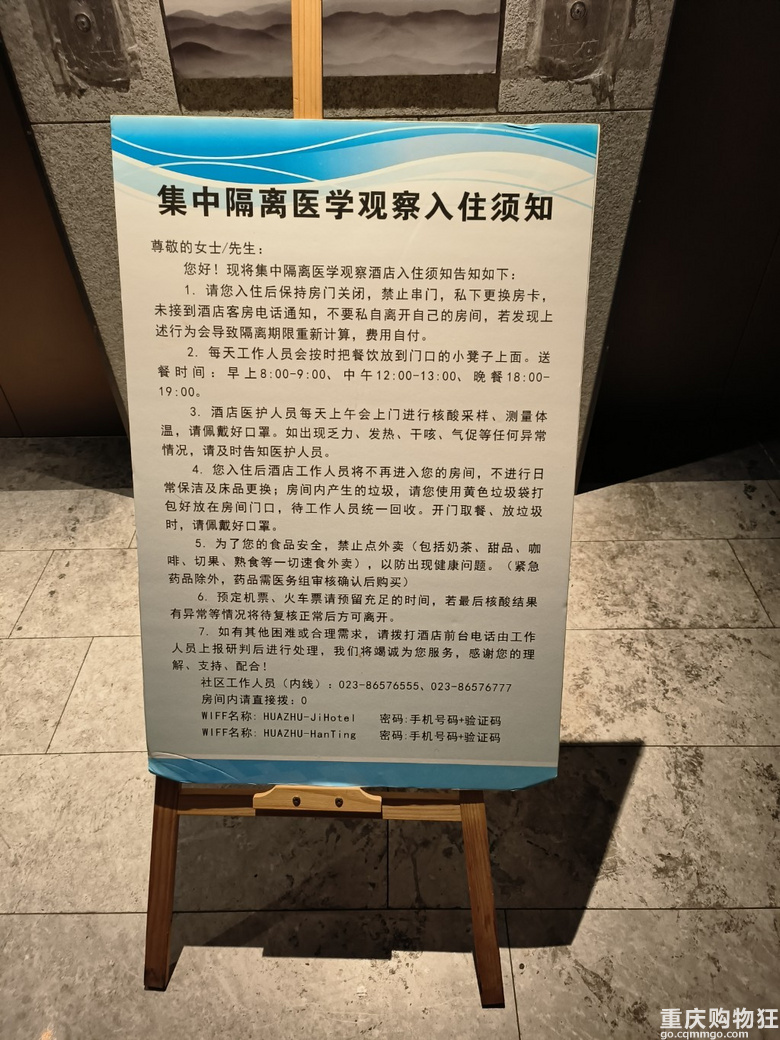 集中隔离医学观察入住须知
尊敬的女士/先生：
您好！现将集中隔离医学观察酒店入住须知告知如下：
1. 请您入住后保持房门关闭，禁止串门，私下更换房卡，
未接到酒店客房电话通知，不要私自离开自己的房间，若发现上
述行为会导致隔离期限重新计算，费用自付。
2. 每天工作人员会按时把餐饮放到门口的小凳子上面。送
餐时间：早上8:00-9:00、中午12:00-13:00、晚餐18:00-
19:00。
3. 酒店医护人员每天上午会上门进行核酸采样、测量体
温，请佩戴好口罩。如出现乏力、发热、干咳、气促等任何异常
情况，请及时告知医护人员。
4. 您入住后酒店工作人员将不再进入您的房间，不进行日
常保洁及床品更换；房间内产生的垃圾，请您使用黄色垃圾袋打
包好放在房间门口，待工作人员统一回收。开门取餐、放垃圾
时，请佩戴好口罩。
5. 为了您的食品安全，禁止点外卖（包括奶茶、甜品、咖
啡、切果、熟食等一切速食外卖），以防出现健康问题。（紧急
药品除外，药品需医务组审核确认后购买）
6. 预定机票、火车票请预留充足的时间，若最后核酸结果
有异常等情况将待复核正常后方可离开。
7. 如有其他困难或合理需求，请拨打酒店前台电话由工作
人员上报研判后进行处理，我们将竭诚为您服务，感谢您的理
解、支持、配合！
社区工作人员（内线）：023-86576555、023-86576777
房间内请直接拨：0
WIFF名称: HUAZHU-JiHotel 密码:手机号码+验证码
WIFF名称: HUAZHU-HanTing 密码:手机号码+验证码
重庆购物狂
go.cqmmgo.com